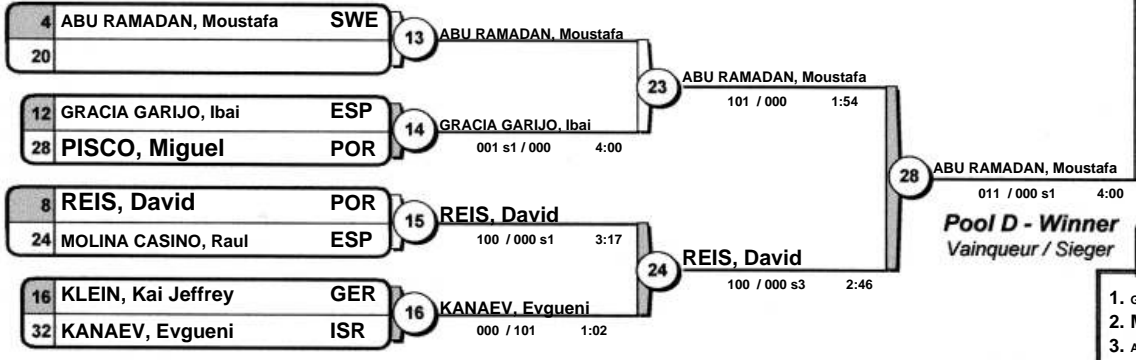 4 ABU RAMADAN, Moustafa SWE
20
13 ABU RAMADAN, Moustafa
12 GRACIA GARIJO, Ibai ESP
28 PISCO, Miguel POR
14 GRACIA GARIJO, Ibai
001 s1 / 000 4:00
23 ABU RAMADAN, Moustafa
101 / 000 1:54
8 REIS, David POR
24 MOLINA CASINO, Raul ESP
15 REIS, David
100 / 000 s1 3:17
16 KLEIN, Kai Jeffrey GER
32 KANAEV, Evgueni ISR
16 KANAEV, Evgueni
000 / 101 1:02
24 REIS, David
100 / 000 s3 2:46
28 ABU RAMADAN, Moustafa
011 / 000 s1 4:00
Pool D - Winner
Vainqueur / Sieger
1.
2.
3.